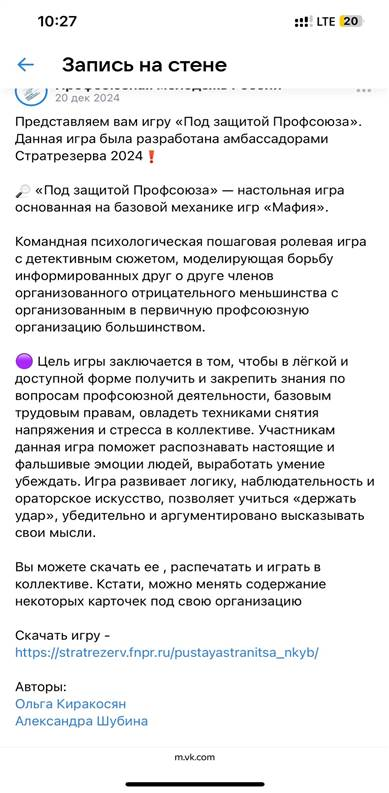 10:27
LTE 20
Запись на стене
20 дек 2024
Представляем вам игру «Под защитой Профсоюза».
Данная игра была разработана амбассадорами
Стратрезерва 2024❗
🔎 «Под защитой Профсоюза» — настольная игра
основанная на базовой механике игр «Мафия».
Командная психологическая пошаговая ролевая игра
с детективным сюжетом, моделирующая борьбу
информированных друг о друге членов
организованного отрицательного меньшинства с
организованным в первичную профсоюзную
организацию большинством.
🟣 Цель игры заключается в том, чтобы в лёгкой и
доступной форме получить и закрепить знания по
вопросам профсоюзной деятельности, базовым
трудовым правам, овладеть техниками снятия
напряжения и стресса в коллективе. Участникам
данная игра поможет распознавать настоящие и
фальшивые эмоции людей, выработать умение
убеждать. Игра развивает логику, наблюдательность и
ораторское искусство, позволяет учиться «держать
удар», убедительно и аргументировано высказывать
свои мысли.
Вы можете скачать ее , распечатать и играть в
коллективе. Кстати, можно менять содержание
некоторых карточек под свою организацию
Скачать игру -
https://stratrezerv.fnpr.ru/pustayastranitsa_nkyb/
Авторы:
Ольга Киракосян
Александра Шубина
m.vk.com